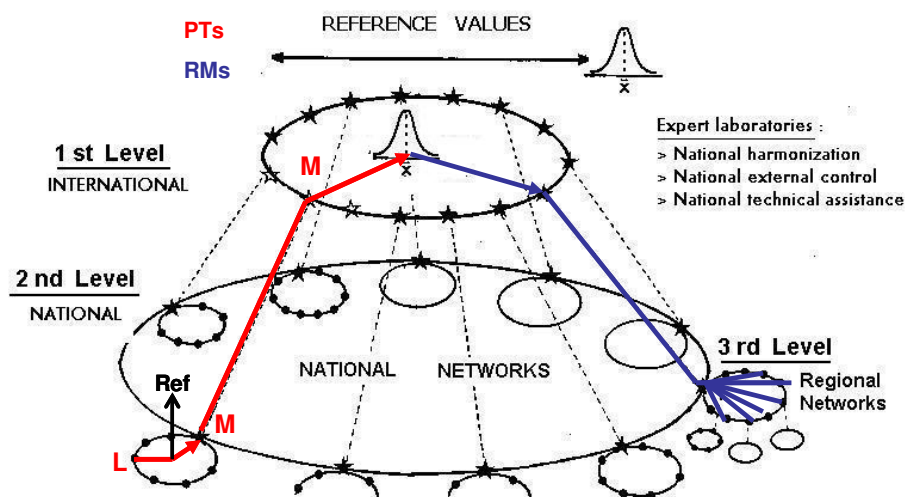 PTs
REFERENCE VALUES
RMs
x̄
Expert laboratories :
> National harmonization
> National external control
> National technical assistance
1 st Level
INTERNATIONAL
M
x̄
2 nd Level
NATIONAL
3 rd Level
Regional
Networks
NATIONAL NETWORKS
Ref
M
L